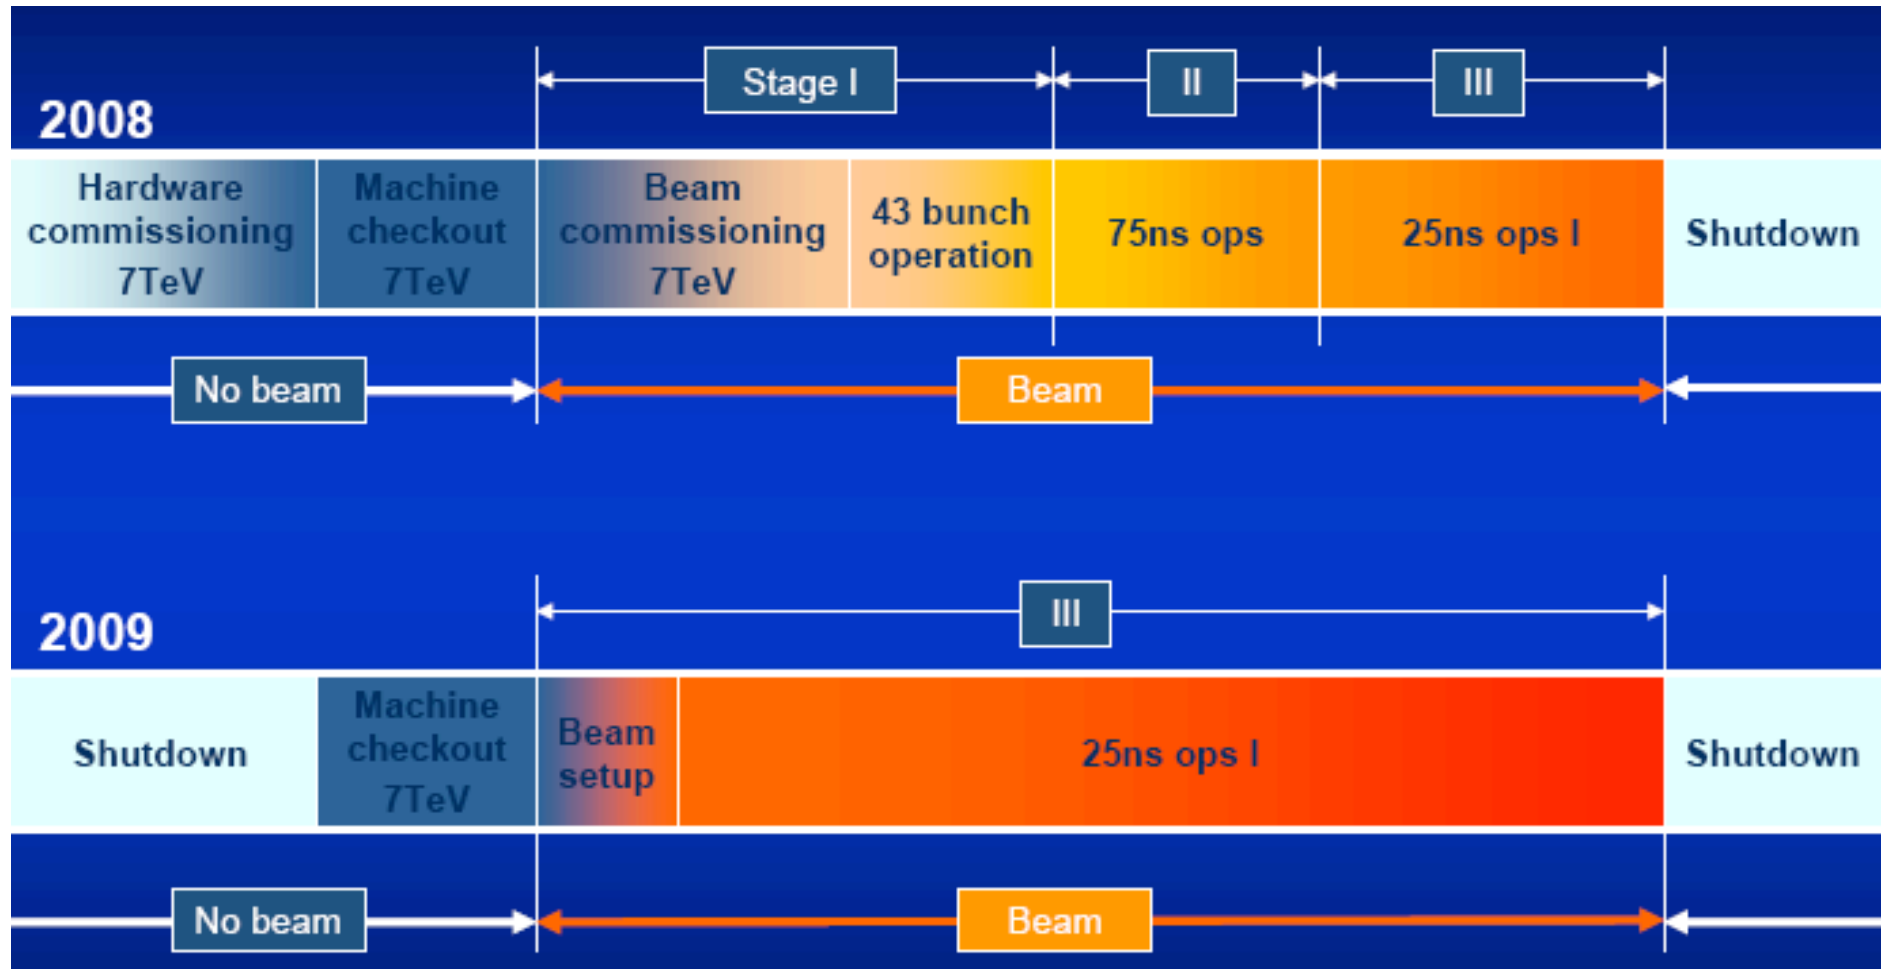 Stage I
II
III
2008
Hardware
commissioning
7TeV
Machine
checkout
7TeV
Beam
commissioning
7TeV
43 bunch
operation
75ns ops
25ns ops I
Shutdown
No beam
Beam
III
2009
Shutdown
Machine
checkout
7TeV
Beam
setup
25ns ops I
Shutdown
No beam
Beam